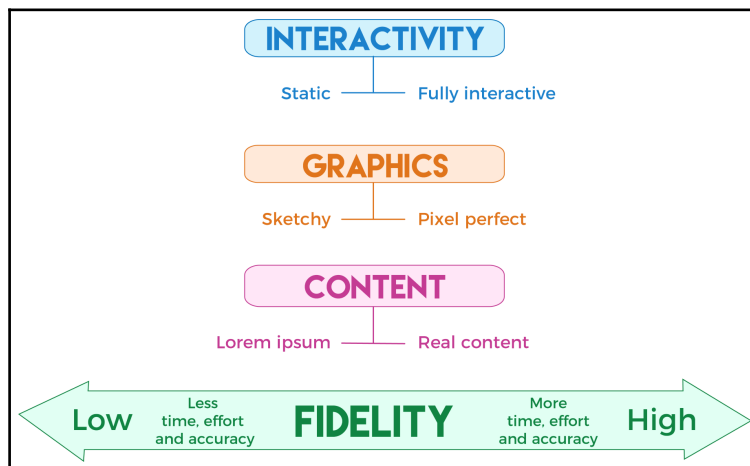 INTERACTIVITY
Static Fully interactive
GRAPHICS
Sketchy Pixel perfect
CONTENT
Lorem ipsum Real content
Low
Less
time, effort
and accuracy
FIDELITY
More
time, effort
and accuracy
High